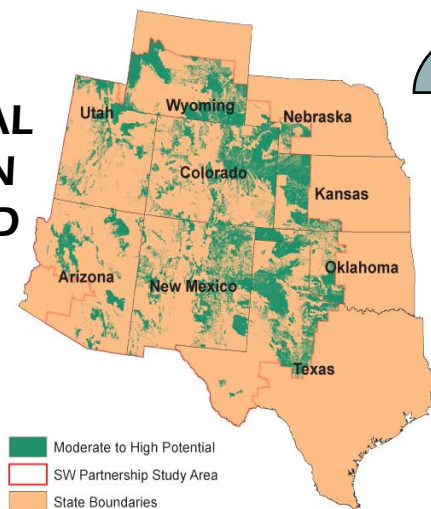 AL
N
D
Utah
Wyoming
Nebraska
Colorado
Kansas
Arizona
New Mexico
Oklahoma
Texas
Moderate to High Potential
SW Partnership Study Area
State Boundaries